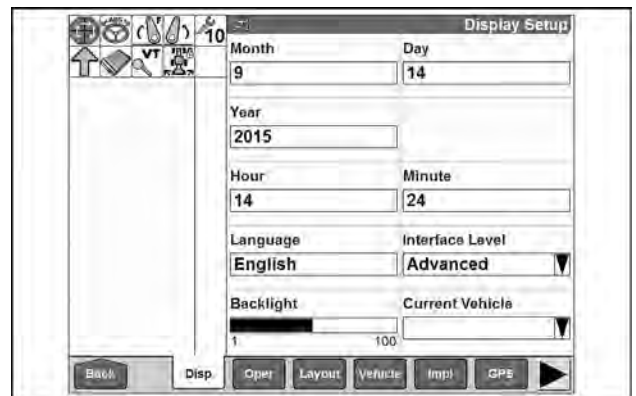 Display Setup
10
VT
Month
Day
9
14
Year
2015
Hour
Minute
14
24
Language
Interface Level
English
Advanced
Backlight
Current Vehicle
1
100
Back
Disp
Oper
Layout
Vehicle
Impl
GPS